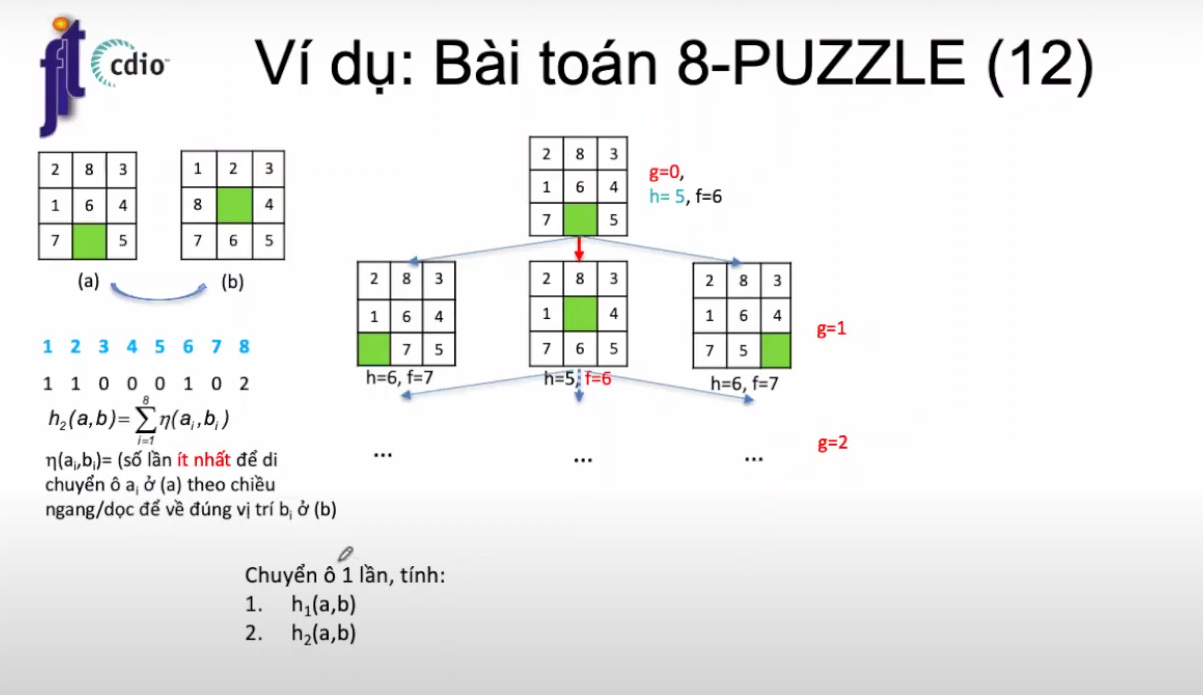 fit cdio
Ví dụ: Bài toán 8-PUZZLE (12)
2 8 3
1 6 4
7 5
(a)
1 2 3
8 4
7 6 5
(b)
1 2 3 4 5 6 7 8
1 1 0 0 0 1 0 2
h₂(a,b)=∑η(aᵢ,bᵢ)
8
i=1
η(aᵢ,bᵢ)= (số lần ít nhất để di
chuyển ô aᵢ ở (a) theo chiều
ngang/dọc để về đúng vị trí bᵢ ở (b)
2 8 3
1 6 4
7 5
g=0,
h= 5, f=6
2 8 3
1 6 4
7 5
h=6, f=7
2 8 3
1 4
7 6 5
h=5, f=6
2 8 3
1 6 4
7 5
h=6, f=7
g=1
... ... ...
g=2
Chuyển ô 1 lần, tính:
1. h₁(a,b)
2. h₂(a,b)